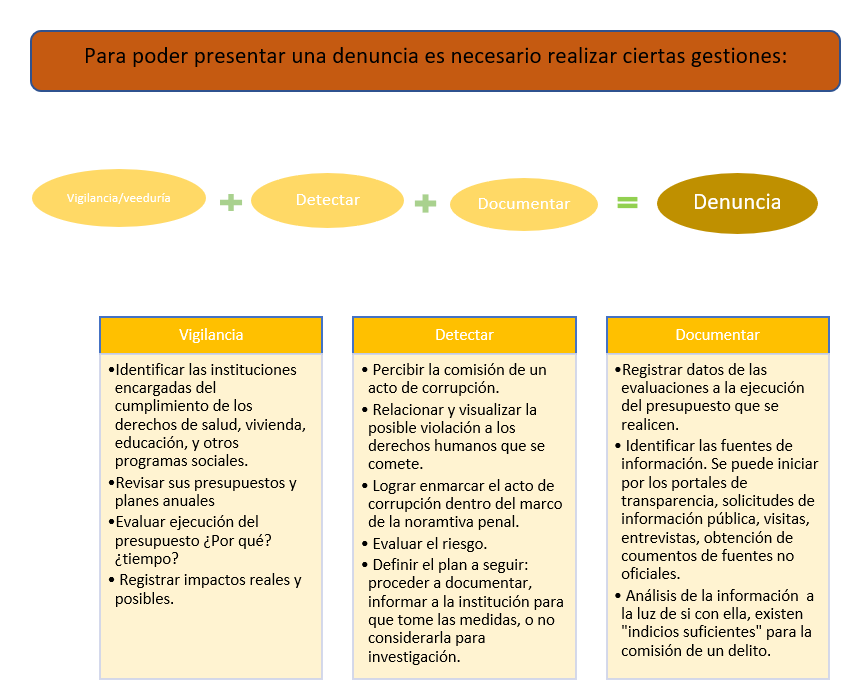 Para poder presentar una denuncia es necesario realizar ciertas gestiones:
Vigilancia/veeduría + Detectar + Documentar = Denuncia
Vigilancia
•Identificar las instituciones
encargadas del
cumplimiento de los
derechos de salud, vivienda,
educación, y otros
programas sociales.
•Revisar sus presupuestos y
planes anuales
•Evaluar ejecución del
presupuesto ¿Por qué?
¿tiempo?
• Registrar impactos reales y
posibles.
Detectar
• Percibir la comisión de un
acto de corrupción.
• Relacionar y visualizar la
posible violación a los
derechos humanos que se
comete.
• Lograr enmarcar el acto de
corrupción dentro del marco
de la noramtiva penal.
• Evaluar el riesgo.
• Definir el plan a seguir:
proceder a documentar,
informar a la institución para
que tome las medidas, o no
considerarla para
investigación.
Documentar
•Registrar datos de las
evaluaciones a la ejecución
del presupuesto que se
realicen.
• Identificar las fuentes de
información. Se puede iniciar
por los portales de
transparencia, solicitudes de
información pública, visitas,
entrevistas, obtención de
coumentos de fuentes no
oficiales.
• Análisis de la información a
la luz de si con ella, existen
"indicios suficientes" para la
comisión de un delito.